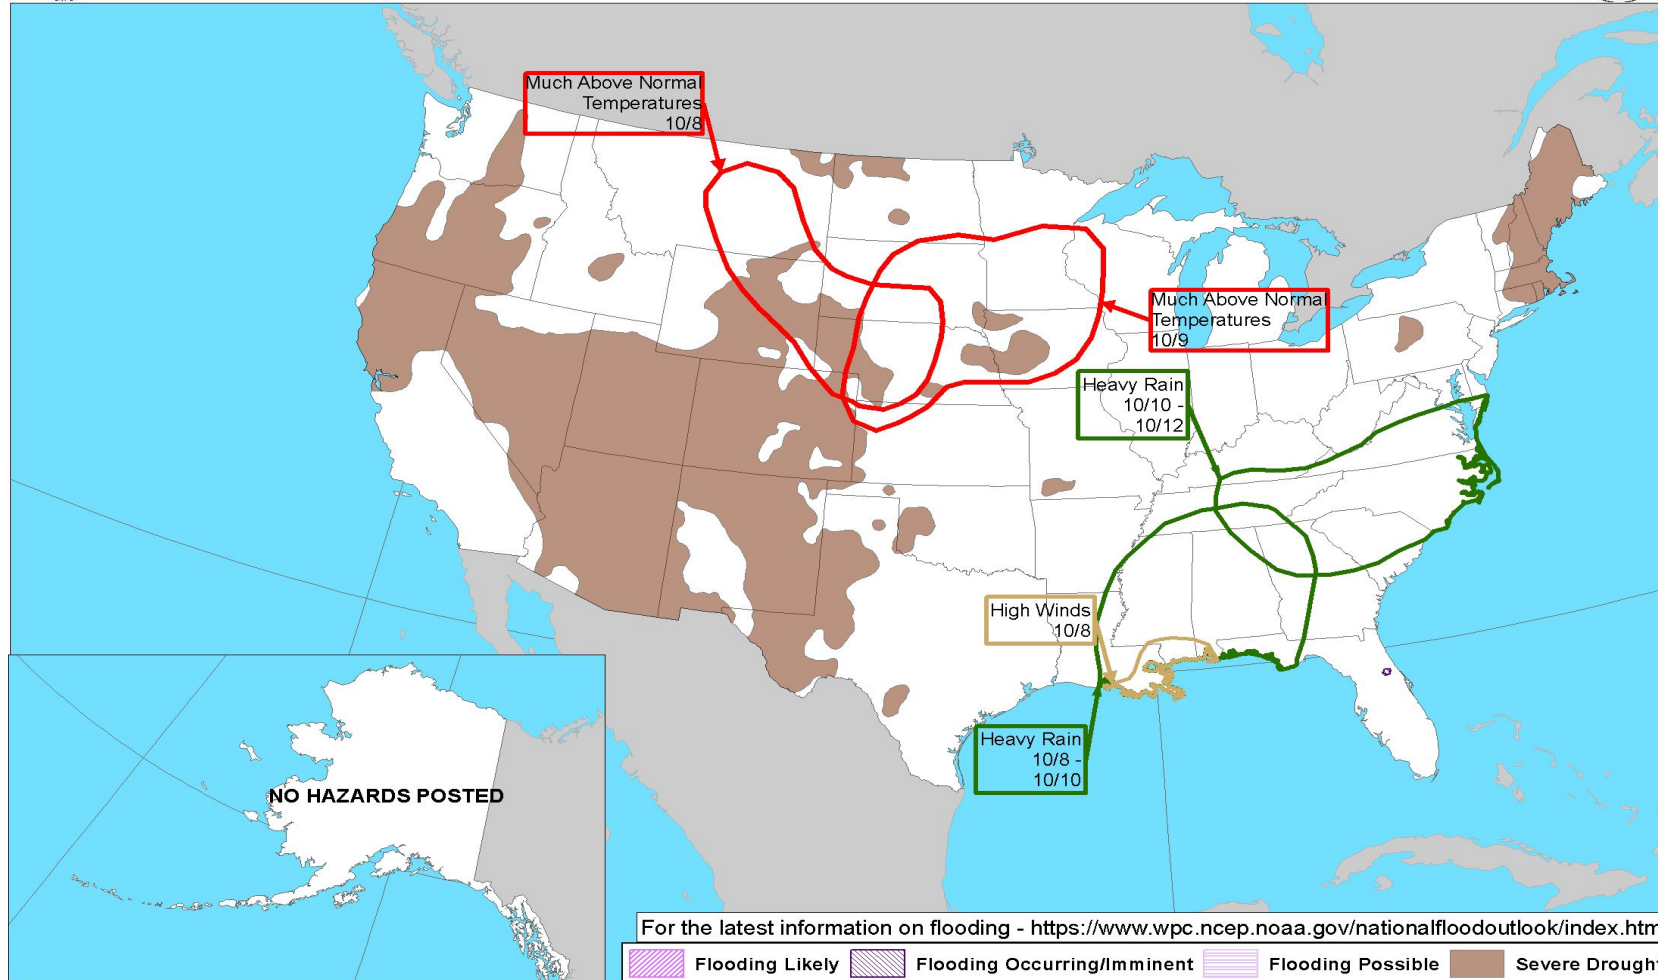 Much Above Normal
Temperatures
10/8
Much Above Normal
Temperatures
10/9
Heavy Rain
10/10 -
10/12
High Winds
10/8
Heavy Rain
10/8 -
10/10
NO HAZARDS POSTED
For the latest information on flooding - https://www.wpc.ncep.noaa.gov/nationalfloodoutlook/index.htm
Flooding Likely Flooding Occurring/Imminent Flooding Possible Severe Drought